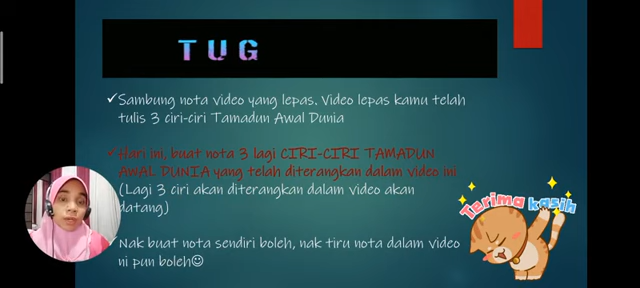 TUG
✓Sambung nota video yang lepas. Video lepas kamu telah
tulis 3 ciri-ciri Tamadun Awal Dunia
✓Hari ini, buat nota 3 lagi CIRI-CIRI TAMADUN
AWAL DUNIA yang telah diterangkan dalam video ini
(Lagi 3 ciri akan diterangkan dalam video akan
datang)
Nak buat nota sendiri boleh, nak tiru nota dalam video
ni pun boleh☺
Terima kasih